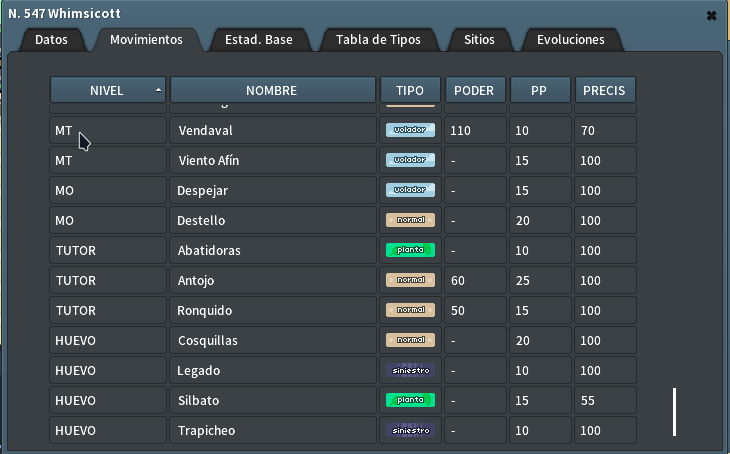 N. 547 Whimsicott
Datos Movimientos Estad. Base Tabla de Tipos Sitios Evoluciones
NIVEL NOMBRE TIPO PODER PP PRECIS
MT Vendaval volador 110 10 70
MT Viento Afín volador - 15 100
MO Despejar volador - 15 100
MO Destello normal - 20 100
TUTOR Abatidoras planta - 10 100
TUTOR Antojo normal 60 25 100
TUTOR Ronquido normal 50 15 100
HUEVO Cosquillas normal - 20 100
HUEVO Legado siniestro - 10 100
HUEVO Silbato planta - 15 55
HUEVO Trapicheo siniestro - 10 100